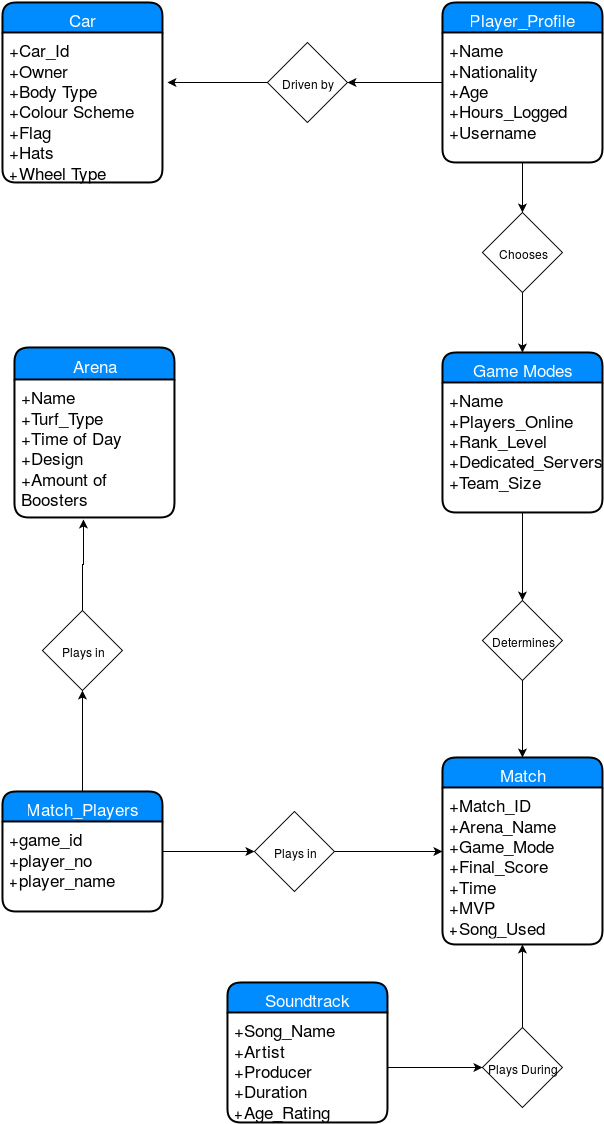 Car
+Car_Id
+Owner
+Body Type
+Colour Scheme
+Flag
+Hats
+Wheel Type
Driven by
Player_Profile
+Name
+Nationality
+Age
+Hours_Logged
+Username
Chooses
Arena
+Name
+Turf_Type
+Time of Day
+Design
+Amount of
Boosters
Game Modes
+Name
+Players_Online
+Rank_Level
+Dedicated_Servers
+Team_Size
Plays in
Determines
Match_Players
+game_id
+player_no
+player_name
Plays in
Match
+Match_ID
+Arena_Name
+Game_Mode
+Final_Score
+Time
+MVP
+Song_Used
Soundtrack
+Song_Name
+Artist
+Producer
+Duration
+Age_Rating
Plays During